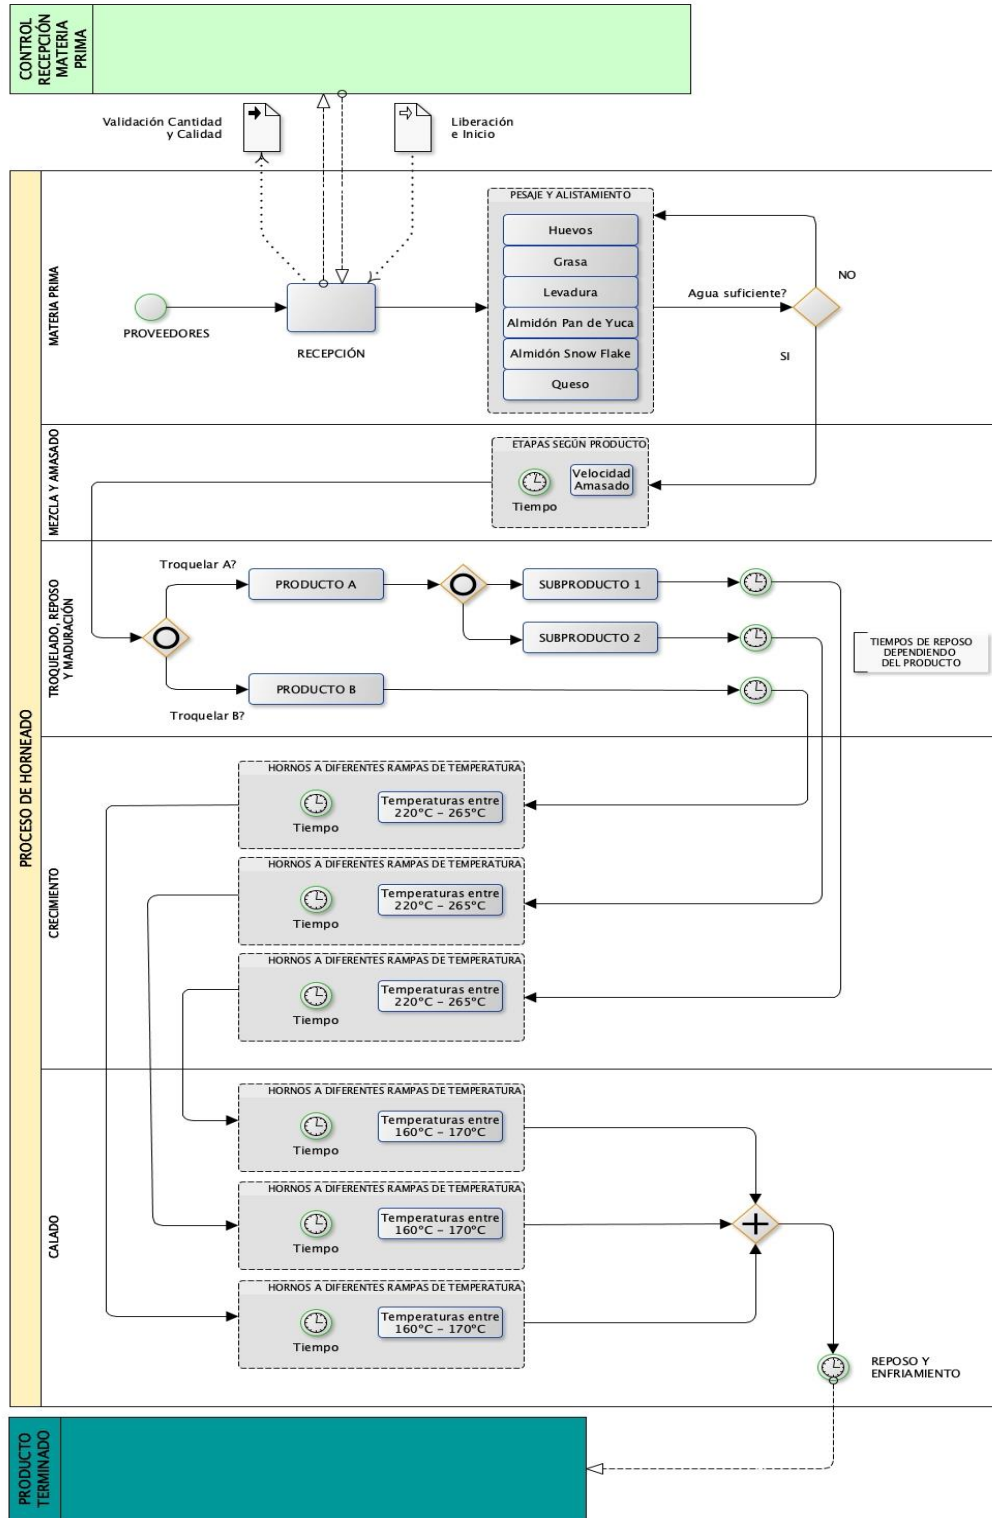 CONTROL
RECEPCIÓN
MATERIA
PRIMA
Validación Cantidad
y Calidad
Liberación
e Inicio
PROCESO DE HORNEADO
MATERIA PRIMA
PROVEEDORES
RECEPCIÓN
PESAJE Y ALISTAMIENTO
Huevos
Grasa
Levadura
Almidón Pan de Yuca
Almidón Snow Flake
Queso
Agua suficiente?
NO
SI
MEZCLA Y AMASADO
ETAPAS SEGÚN PRODUCTO
Tiempo
Velocidad
Amasado
TROQUELADO, REPOSO
Y MADURACIÓN
Troquelar A?
PRODUCTO A
SUBPRODUCTO 1
SUBPRODUCTO 2
PRODUCTO B
Troquelar B?
TIEMPOS DE REPOSO
DEPENDIENDO
DEL PRODUCTO
CRECIMIENTO
HORNOS A DIFERENTES RAMPAS DE TEMPERATURA
Tiempo
Temperaturas entre
220°C - 265°C
HORNOS A DIFERENTES RAMPAS DE TEMPERATURA
Tiempo
Temperaturas entre
220°C - 265°C
HORNOS A DIFERENTES RAMPAS DE TEMPERATURA
Tiempo
Temperaturas entre
220°C - 265°C
CALADO
HORNOS A DIFERENTES RAMPAS DE TEMPERATURA
Tiempo
Temperaturas entre
160°C - 170°C
HORNOS A DIFERENTES RAMPAS DE TEMPERATURA
Tiempo
Temperaturas entre
160°C - 170°C
HORNOS A DIFERENTES RAMPAS DE TEMPERATURA
Tiempo
Temperaturas entre
160°C - 170°C
REPOSO Y
ENFRIAMIENTO
PRODUCTO
TERMINADO